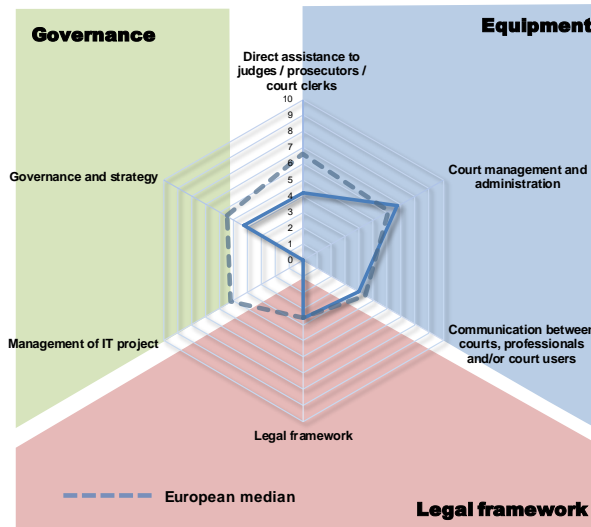 Governance
Equipment
Direct assistance to
judges / prosecutors /
court clerks
10
9
8
7
6
5
4
3
2
1
0
Governance and strategy
Court management and
administration
Management of IT project
Communication between
courts, professionals
and/or court users
Legal framework
European median
Legal framework